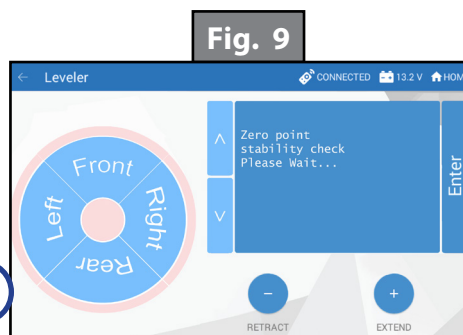 Fig. 9
← Leveler CONNECTED 13.2 V HOM
Front
Left
Right
Rear
Zero point
stability check
Please Wait...
Enter
− +
RETRACT EXTEND